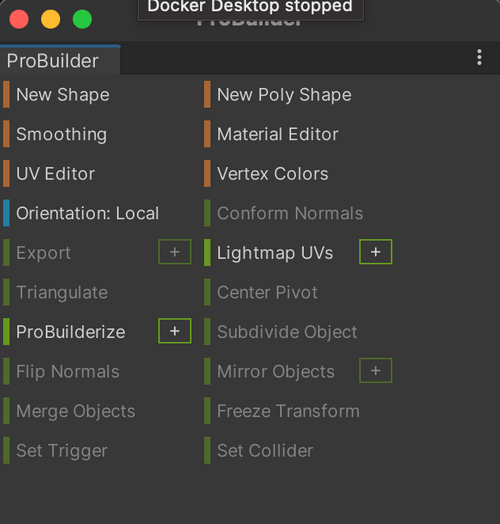 Docker Desktop stopped
ProBuilder
ProBuilder
New Shape
New Poly Shape
Smoothing
Material Editor
UV Editor
Vertex Colors
Orientation: Local
Conform Normals
Export +
Lightmap UVs +
Triangulate
Center Pivot
ProBuilderize +
Subdivide Object
Flip Normals
Mirror Objects +
Merge Objects
Freeze Transform
Set Trigger
Set Collider